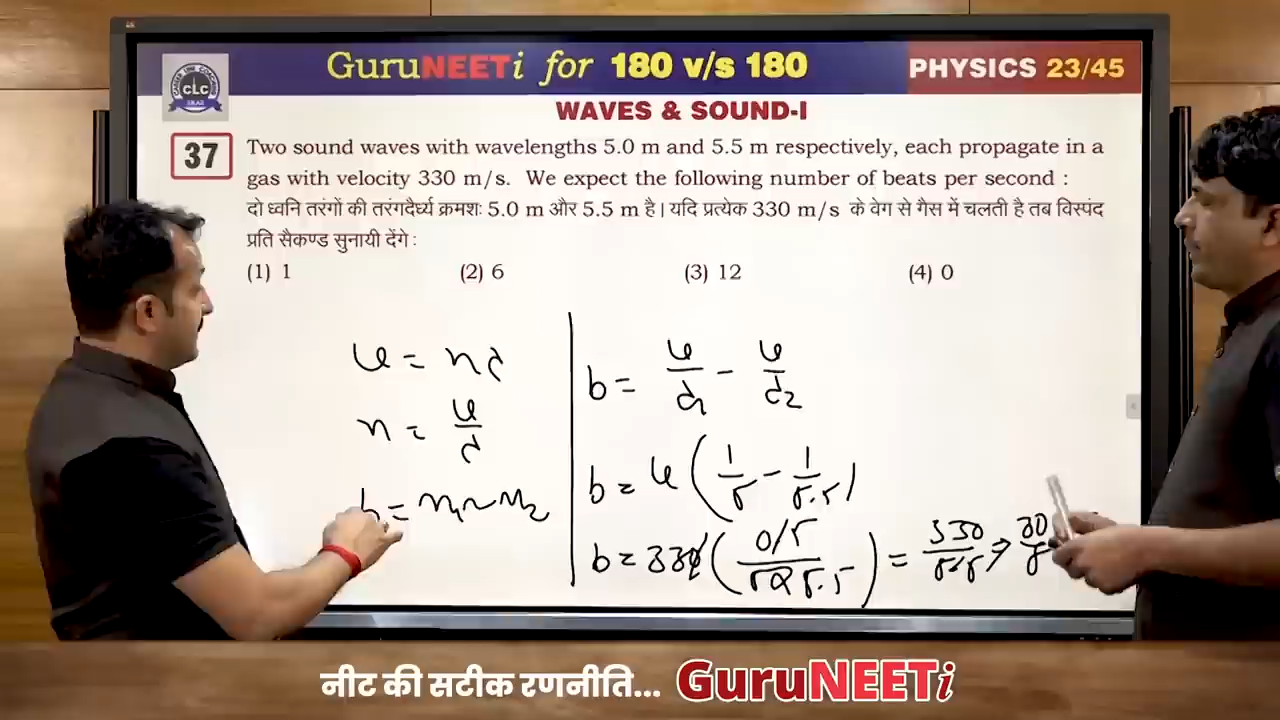 GuruNEETi for 180 v/s 180
PHYSICS 23/45
CLC
WAVES & SOUND-I
37
Two sound waves with wavelengths 5.0 m and 5.5 m respectively, each propagate in a
gas with velocity 330 m/s. We expect the following number of beats per second :
दो ध्वनि तरंगों की तरंगदैर्ध्य क्रमशः 5.0 m और 5.5 m है। यदि प्रत्येक 330 m/s के वेग से गैस में चलती है तब विस्पंद
प्रति सैकण्ड सुनायी देंगे :
(1) 1 (2) 6 (3) 12 (4) 0
υ = nλ
n = υ/λ
b = n₁ ~ n₂
b = υ/λ₁ - υ/λ₂
b = υ (1/5 - 1/5.5)
नीट की सटीक रणनीति... GuruNEETi